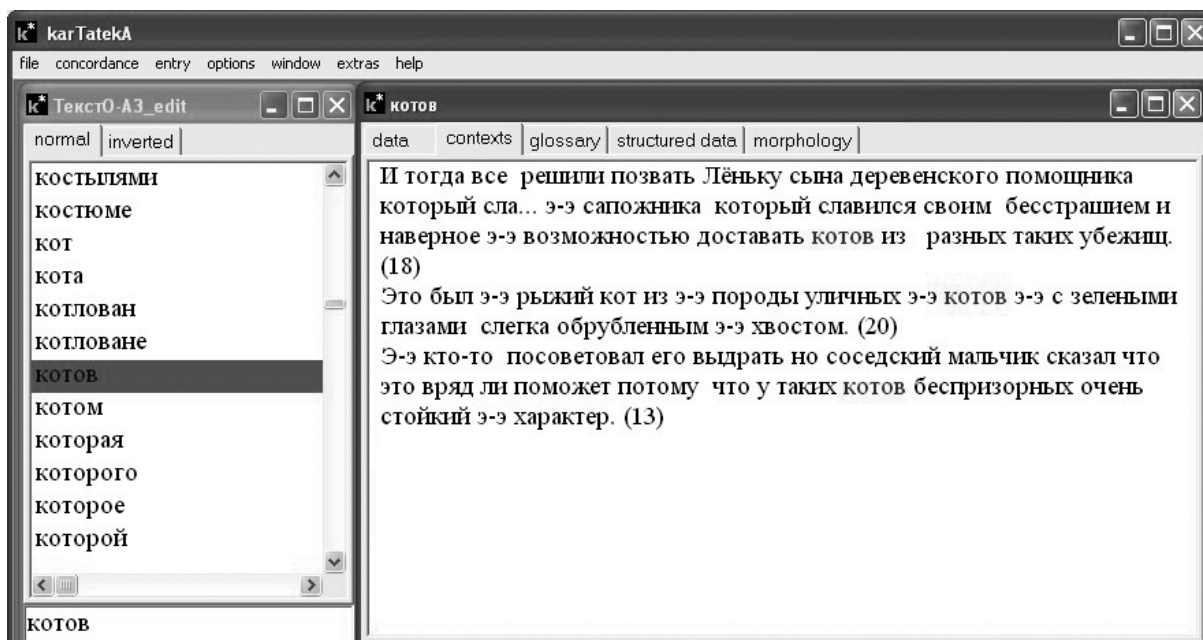 k* karTatekA
file concordance entry options window extras help
k* ТекстО-А3_edit
normal inverted
костылями
костюме
кот
кота
котлован
котловане
котов
котом
которая
которого
которое
которой
котов
k* котов
data contexts glossary structured data morphology
И тогда все решили позвать Лёньку сына деревенского помощника
который сла... э-э сапожника который славился своим бесстрашием и
наверное э-э возможностью доставать котов из разных таких убежищ.
(18)
Это был э-э рыжий кот из э-э породы уличных э-э котов э-э с зелеными
глазами слегка обрубленным э-э хвостом. (20)
Э-э кто-то посоветовал его выдрать но соседский мальчик сказал что
это вряд ли поможет потому что у таких котов беспризорных очень
стойкий э-э характер. (13)